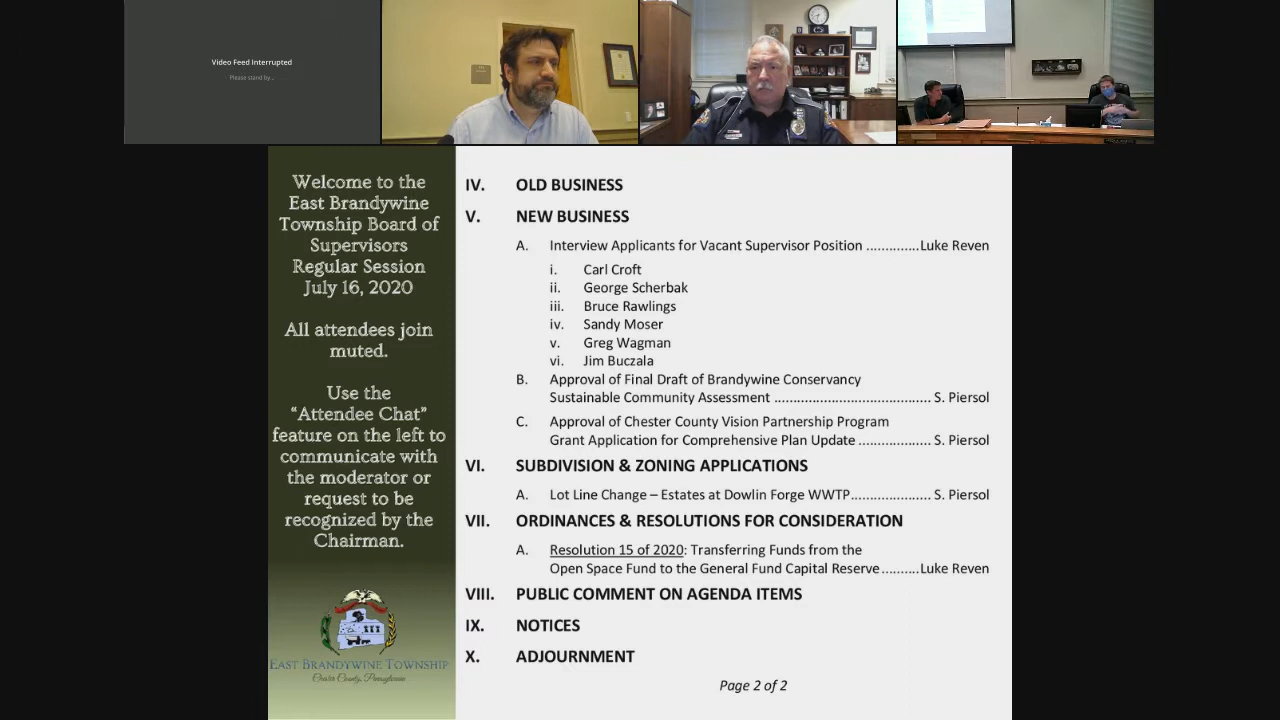 Video Feed Interrupted
Please stand by...
Welcome to the
East Brandywine
Township Board of
Supervisors
Regular Session
July 16, 2020
All attendees join
muted.
Use the
“Attendee Chat”
feature on the left to
communicate with
the moderator or
request to be
recognized by the
Chairman.
EAST BRANDYWINE TOWNSHIP
Chester County, Pennsylvania
IV. OLD BUSINESS
V. NEW BUSINESS
A. Interview Applicants for Vacant Supervisor Position .............Luke Reven
i. Carl Croft
ii. George Scherbak
iii. Bruce Rawlings
iv. Sandy Moser
v. Greg Wagman
vi. Jim Buczala
B. Approval of Final Draft of Brandywine Conservancy
Sustainable Community Assessment ...................................... S. Piersol
C. Approval of Chester County Vision Partnership Program
Grant Application for Comprehensive Plan Update .................. S. Piersol
VI. SUBDIVISION & ZONING APPLICATIONS
A. Lot Line Change – Estates at Dowlin Forge WWTP.................... S. Piersol
VII. ORDINANCES & RESOLUTIONS FOR CONSIDERATION
A. Resolution 15 of 2020: Transferring Funds from the
Open Space Fund to the General Fund Capital Reserve..........Luke Reven
VIII. PUBLIC COMMENT ON AGENDA ITEMS
IX. NOTICES
X. ADJOURNMENT
Page 2 of 2